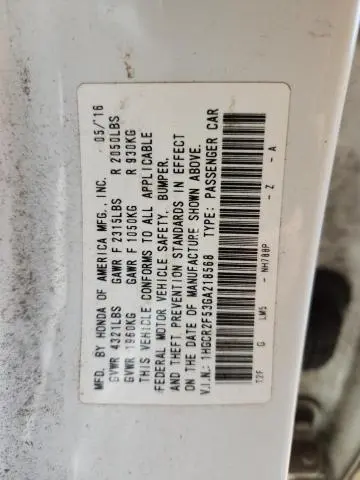 MFD. BY HONDA OF AMERICA MFG., INC. 05/16
GVWR 4321LBS GAWR F 2315LBS R 2050LBS
GVWR 1960KG GAWR F 1050KG R 930KG
THIS VEHICLE CONFORMS TO ALL APPLICABLE
FEDERAL MOTOR VEHICLE SAFETY, BUMPER,
AND THEFT PREVENTION STANDARDS IN EFFECT
ON THE DATE OF MANUFACTURE SHOWN ABOVE.
V.I.N.: 1HGCR2F53GA218568 TYPE: PASSENGER CAR
T2F G LM5 - NH788P - Z - A